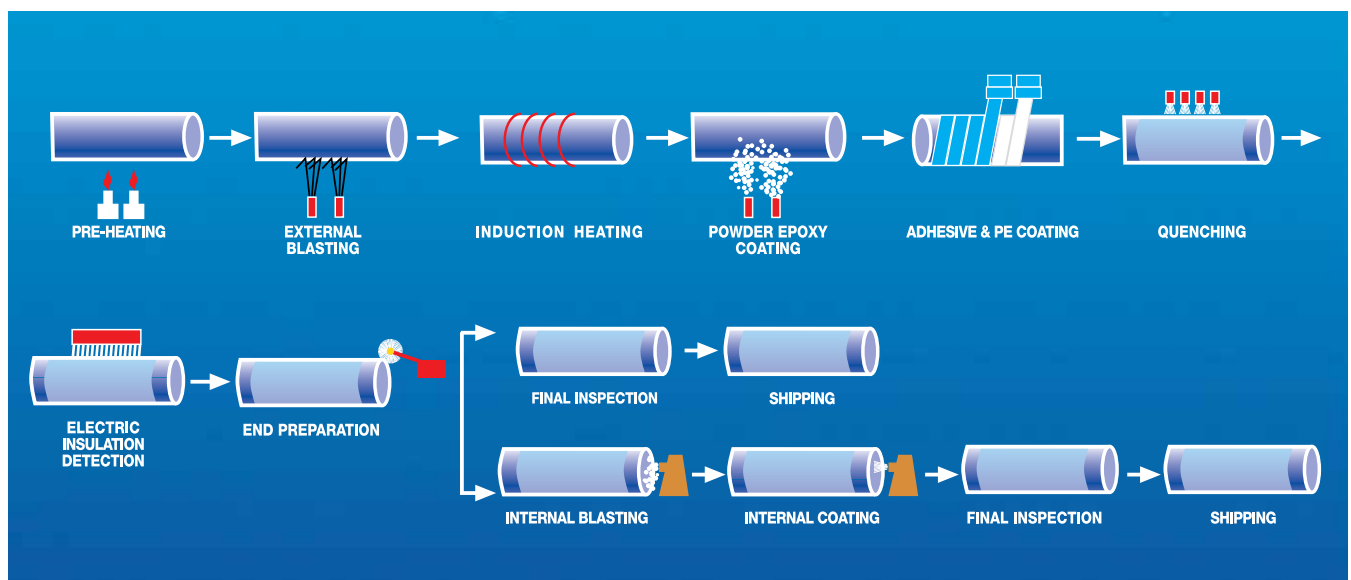 PRE-HEATING
EXTERNAL
BLASTING
INDUCTION HEATING
POWDER EPOXY
COATING
ADHESIVE & PE COATING
QUENCHING
ELECTRIC
INSULATION
DETECTION
END PREPARATION
FINAL INSPECTION
SHIPPING
INTERNAL BLASTING
INTERNAL COATING
FINAL INSPECTION
SHIPPING